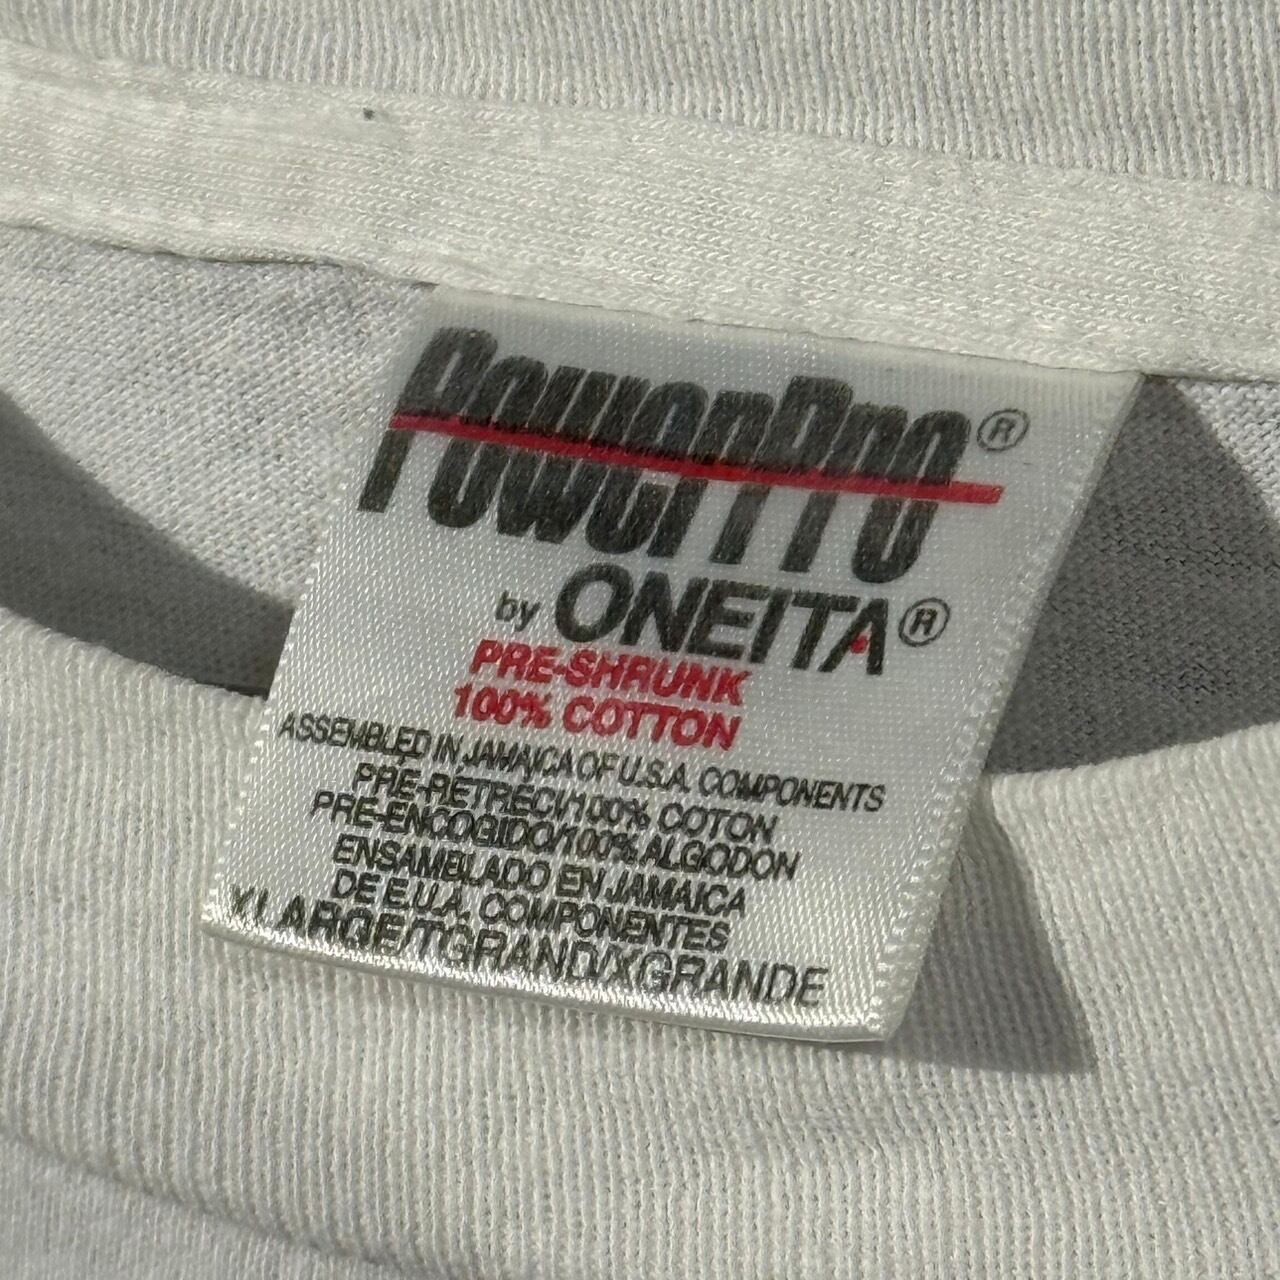 PowerPro®
by ONEITA®
PRE-SHRUNK
100% COTTON
ASSEMBLED IN JAMAICA OF U.S.A. COMPONENTS
PRE-RETRECI/100% COTON
PRE-ENCOGIDO/100% ALGODON
ENSAMBLADO EN JAMAICA
DE E.U.A. COMPONENTES
XLARGE/TGRAND/XGRANDE